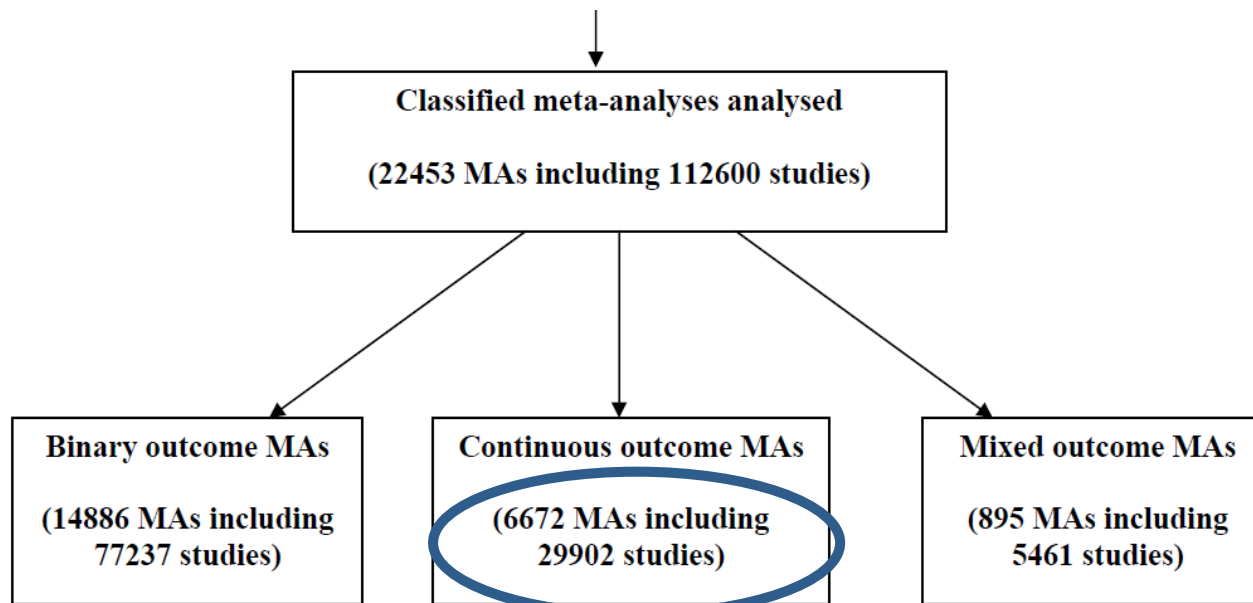 Classified meta-analyses analysed
(22453 MAs including 112600 studies)
Binary outcome MAs
(14886 MAs including
77237 studies)
Continuous outcome MAs
(6672 MAs including
29902 studies)
Mixed outcome MAs
(895 MAs including
5461 studies)